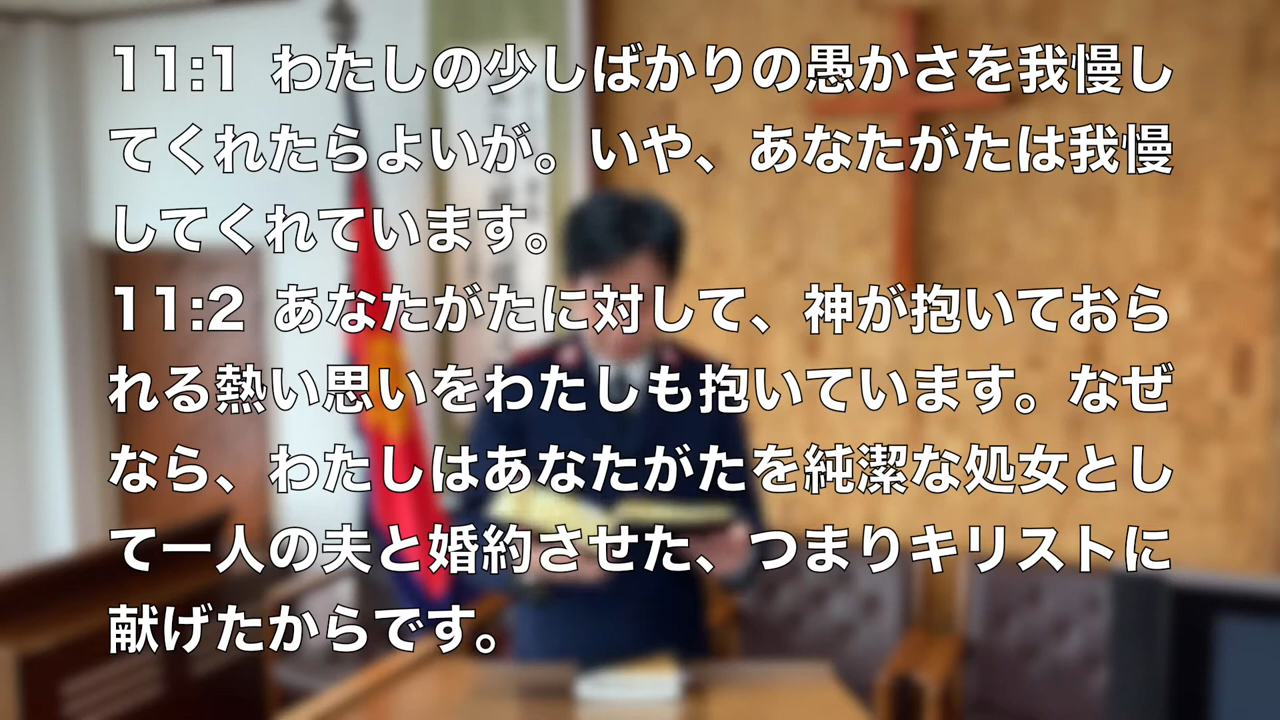 11:1 わたしの少しばかりの愚かさを我慢し
てくれたらよいが。いや、あなたがたは我慢
してくれています。
11:2 あなたがたに対して、神が抱いておら
れる熱い思いをわたしも抱いています。なぜ
なら、わたしはあなたがたを純潔な処女とし
て一人の夫と婚約させた、つまりキリストに
献げたからです。